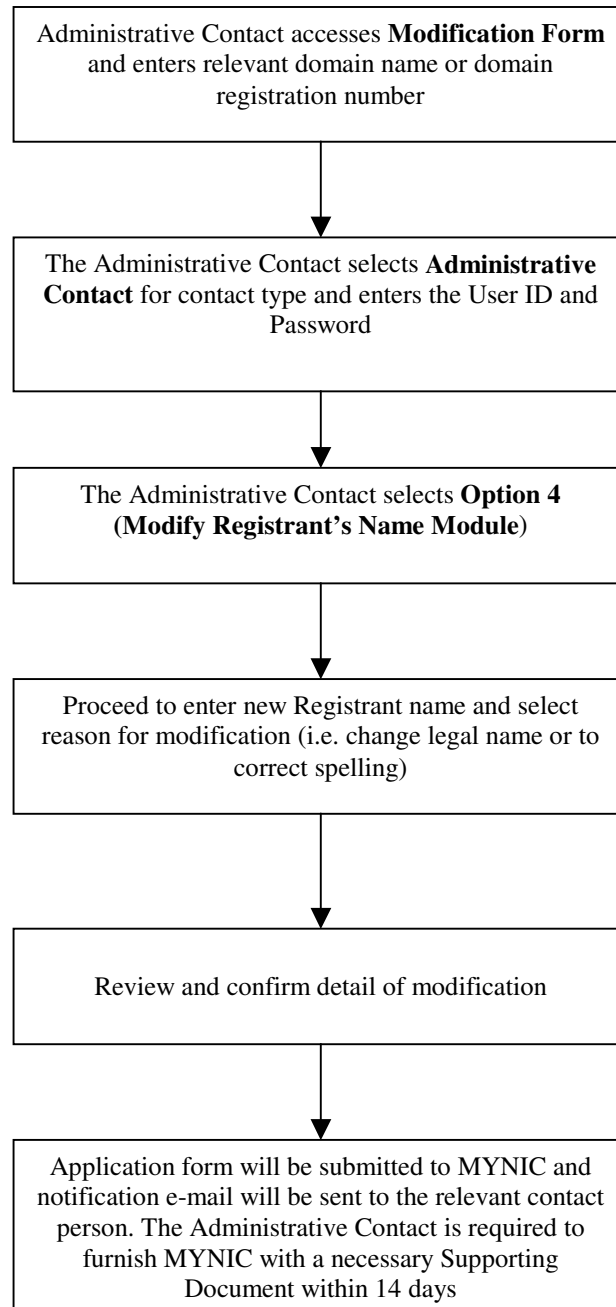 Administrative Contact accesses Modification Form
and enters relevant domain name or domain
registration number
The Administrative Contact selects Administrative
Contact for contact type and enters the User ID and
Password
The Administrative Contact selects Option 4
(Modify Registrant’s Name Module)
Proceed to enter new Registrant name and select
reason for modification (i.e. change legal name or to
correct spelling)
Review and confirm detail of modification
Application form will be submitted to MYNIC and
notification e-mail will be sent to the relevant contact
person. The Administrative Contact is required to
furnish MYNIC with a necessary Supporting
Document within 14 days